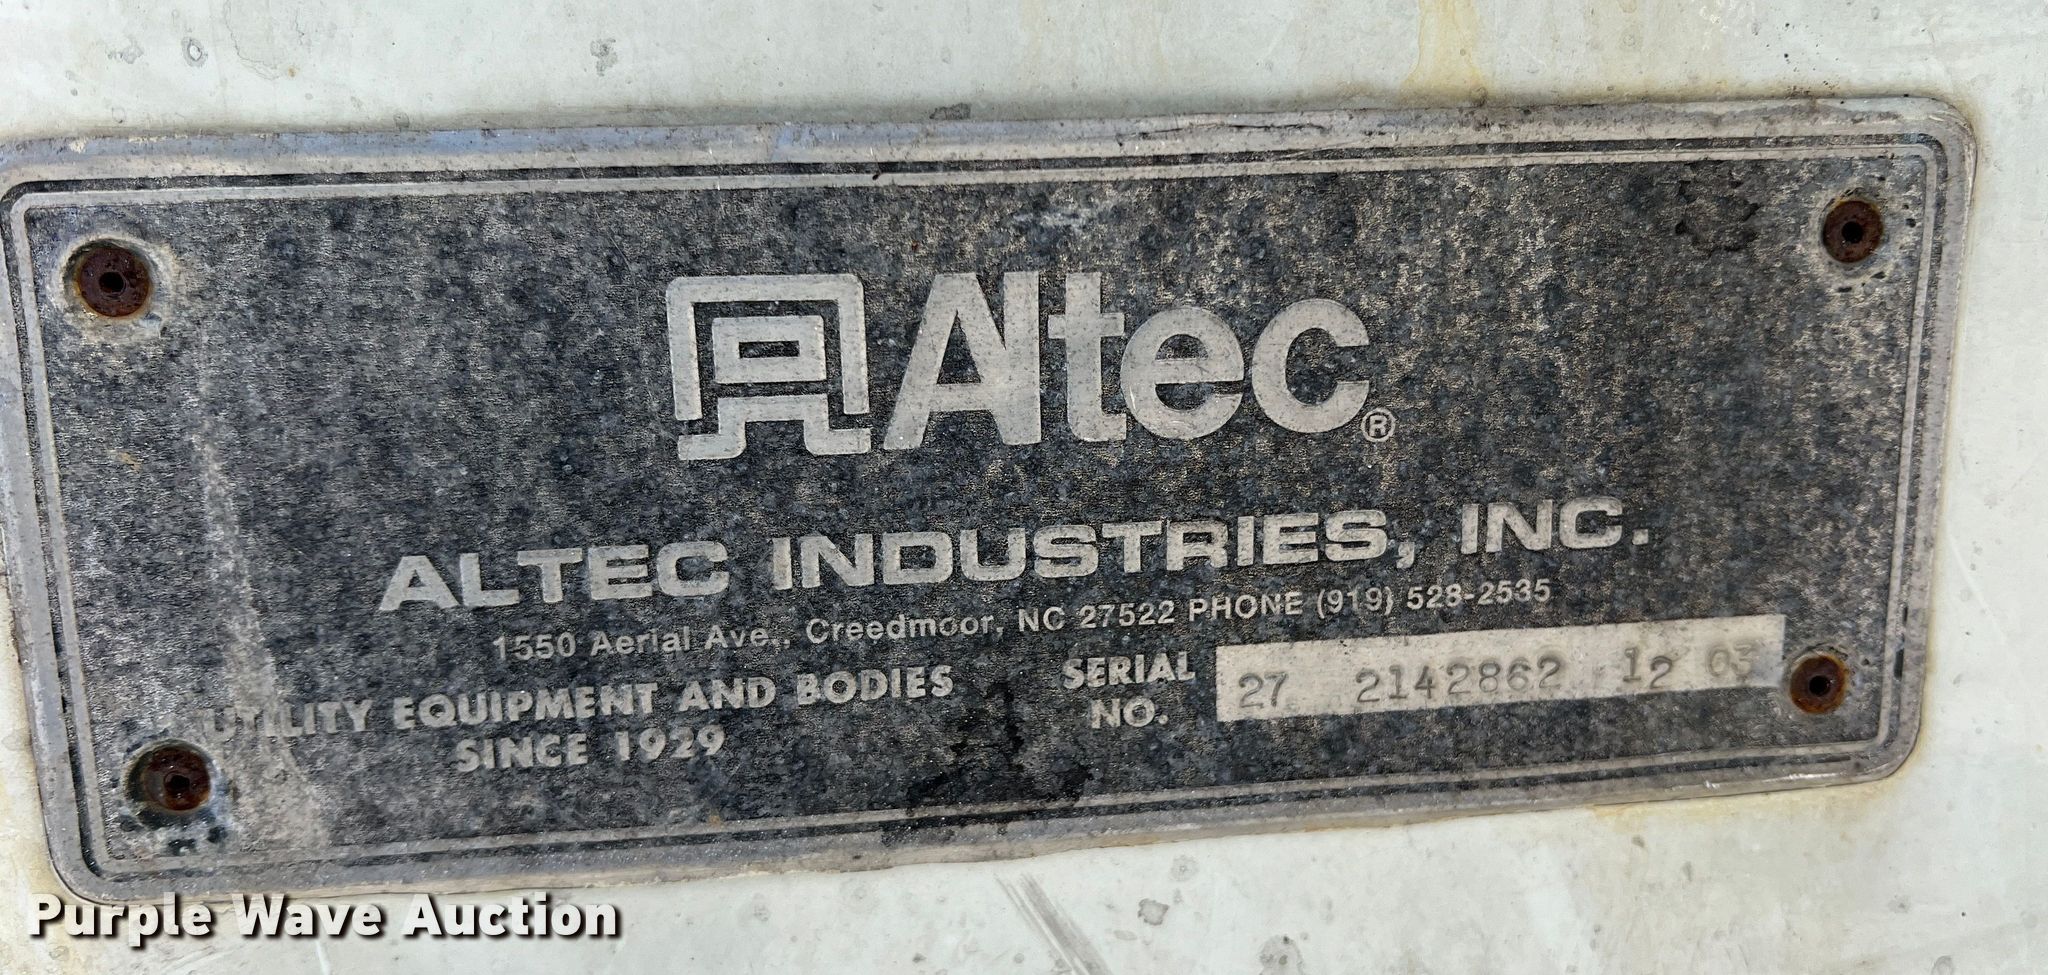 Altec®
ALTEC INDUSTRIES, INC.
1550 Aerial Ave., Creedmoor, NC 27522 PHONE (919) 528-2535
UTILITY EQUIPMENT AND BODIES
SINCE 1929
SERIAL
NO.
27 2142862 12 03
Purple Wave Auction